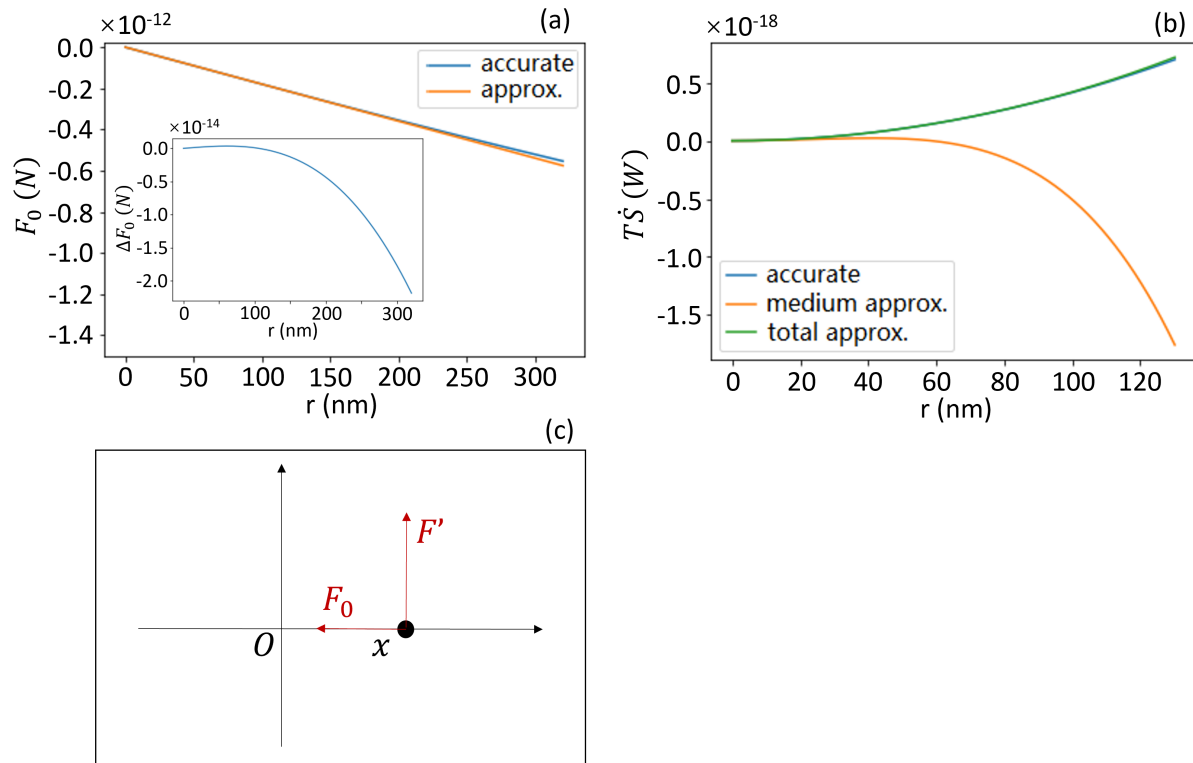 (a)
×10⁻¹²
0.0
-0.2
-0.4
-0.6
-0.8
-1.0
-1.2
-1.4
F₀ (N)
accurate
approx.
×10⁻¹⁴
0.0
-0.5
-1.0
-1.5
-2.0
ΔF₀ (N)
0 100 200 300
r (nm)
0 50 100 150 200 250 300
r (nm)
(b)
×10⁻¹⁸
0.5
0.0
-0.5
-1.0
-1.5
TṠ (W)
accurate
medium approx.
total approx.
0 20 40 60 80 100 120
r (nm)
(c)
F'
F₀
O x